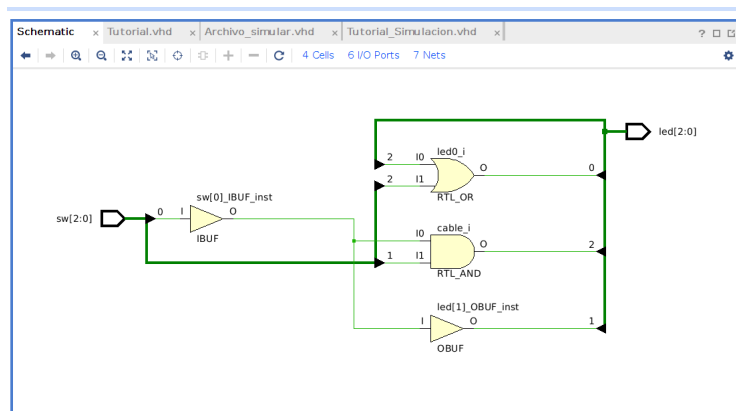 Schematic × Tutorial.vhd × Archivo_simular.vhd × Tutorial_Simulacion.vhd × ?
4 Cells 6 I/O Ports 7 Nets
led[2:0]
led0_i
2 I0 O 0
2 I1
RTL_OR
sw[0]_IBUF_inst
sw[2:0] 0 I O
IBUF
cable_i
I0 O 2
1 I1
RTL_AND
led[1]_OBUF_inst
I O 1
OBUF